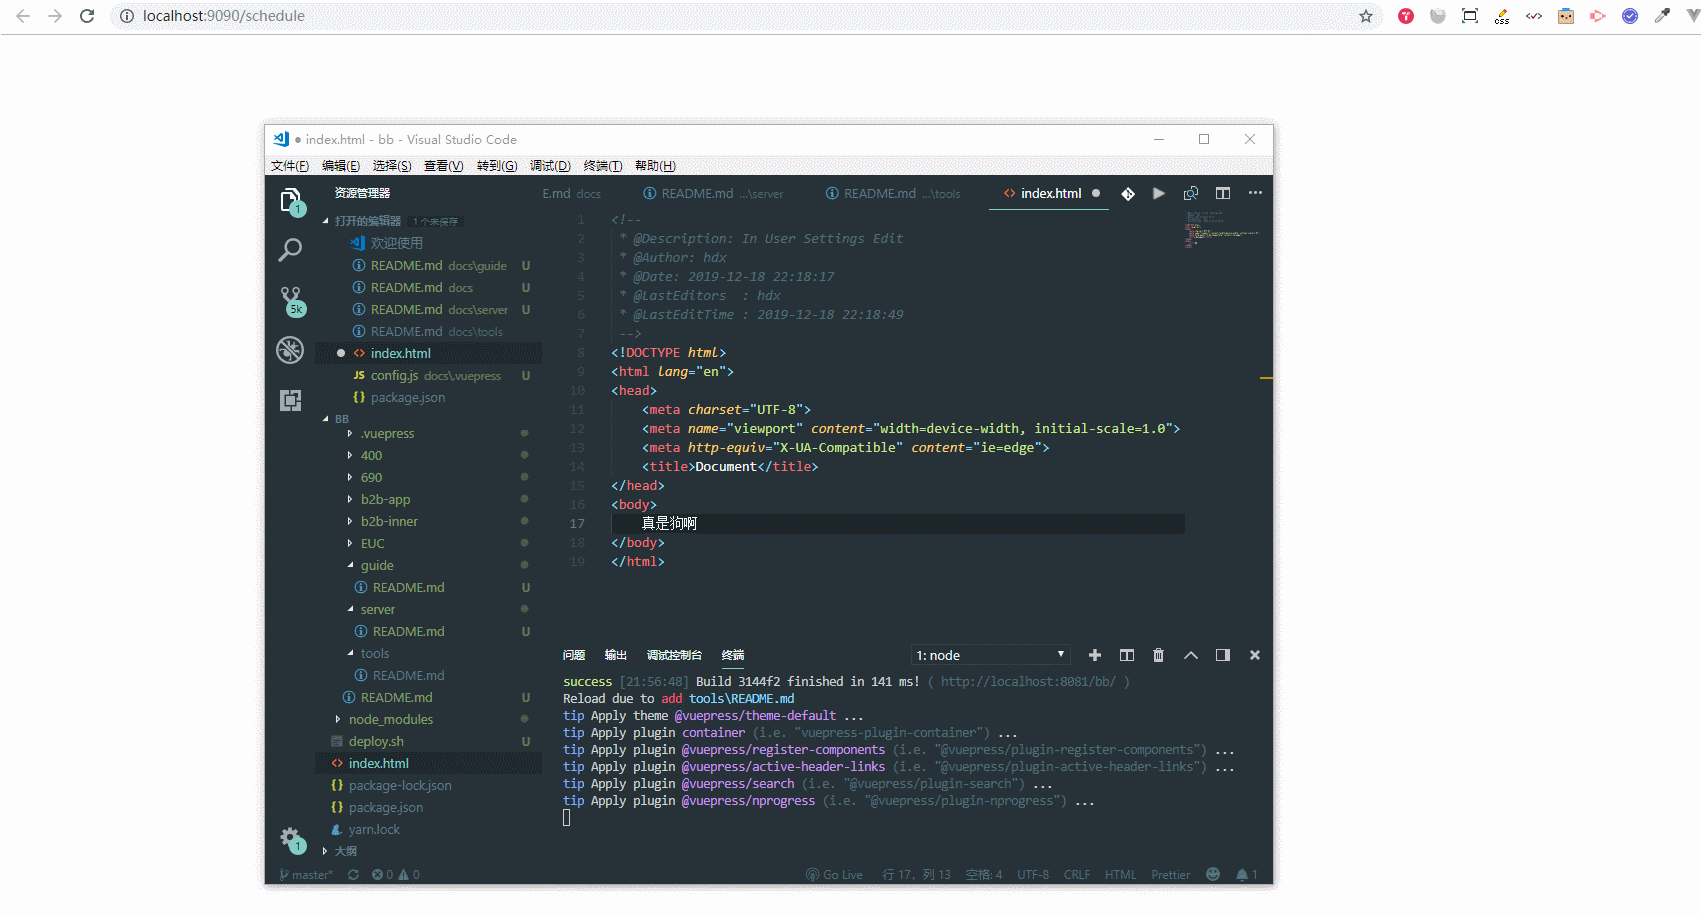 localhost:9090/schedule
index.html - bb - Visual Studio Code
文件(F) 编辑(E) 选择(S) 查看(V) 转到(G) 调试(D) 终端(T) 帮助(H)
资源管理器
打开的编辑器 1 个未保存
欢迎使用
README.md docs\guide U
README.md docs U
README.md docs\server U
README.md docs\tools
index.html
JS config.js docs\.vuepress U
{} package.json
BB
.vuepress
400
690
b2b-app
b2b-inner
EUC
guide
README.md U
server
README.md U
tools
README.md
README.md U
node_modules
deploy.sh U
index.html
{} package-lock.json
{} package.json
yarn.lock
大纲
1
5k
1
E.md docs README.md ...\server README.md ...\tools index.html
1 <!--
2 * @Description: In User Settings Edit
3 * @Author: hdx
4 * @Date: 2019-12-18 22:18:17
5 * @LastEditors : hdx
6 * @LastEditTime : 2019-12-18 22:18:49
7 -->
8 <!DOCTYPE html>
9 <html lang="en">
10 <head>
11 <meta charset="UTF-8">
12 <meta name="viewport" content="width=device-width, initial-scale=1.0">
13 <meta http-equiv="X-UA-Compatible" content="ie=edge">
14 <title>Document</title>
15 </head>
16 <body>
17 真是狗啊
18 </body>
19 </html>
问题 输出 调试控制台 终端 1: node
success [21:56:48] Build 3144f2 finished in 141 ms! ( http://localhost:8081/bb/ )
Reload due to add tools\README.md
tip Apply theme @vuepress/theme-default ...
tip Apply plugin container (i.e. "vuepress-plugin-container") ...
tip Apply plugin @vuepress/register-components (i.e. "@vuepress/plugin-register-components") ...
tip Apply plugin @vuepress/active-header-links (i.e. "@vuepress/plugin-active-header-links") ...
tip Apply plugin @vuepress/search (i.e. "@vuepress/plugin-search") ...
tip Apply plugin @vuepress/nprogress (i.e. "@vuepress/plugin-nprogress") ...
master* 0 0 Go Live 行 17，列 13 空格: 4 UTF-8 CRLF HTML Prettier 1